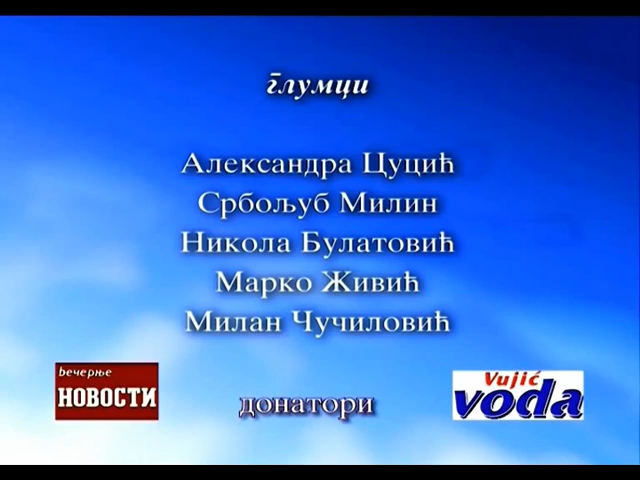 глумци
Александра Цуцић
Србољуб Милин
Никола Булатовић
Марко Живић
Милан Чучиловић
вечерње
НОВОСТИ
донатори
Vujić
voda